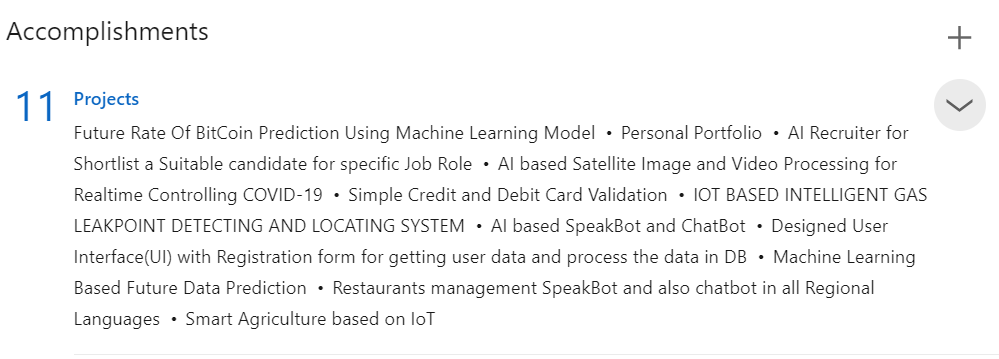 Accomplishments
11 Projects
Future Rate Of BitCoin Prediction Using Machine Learning Model • Personal Portfolio • AI Recruiter for
Shortlist a Suitable candidate for specific Job Role • AI based Satellite Image and Video Processing for
Realtime Controlling COVID-19 • Simple Credit and Debit Card Validation • IOT BASED INTELLIGENT GAS
LEAKPOINT DETECTING AND LOCATING SYSTEM • AI based SpeakBot and ChatBot • Designed User
Interface(UI) with Registration form for getting user data and process the data in DB • Machine Learning
Based Future Data Prediction • Restaurants management SpeakBot and also chatbot in all Regional
Languages • Smart Agriculture based on IoT